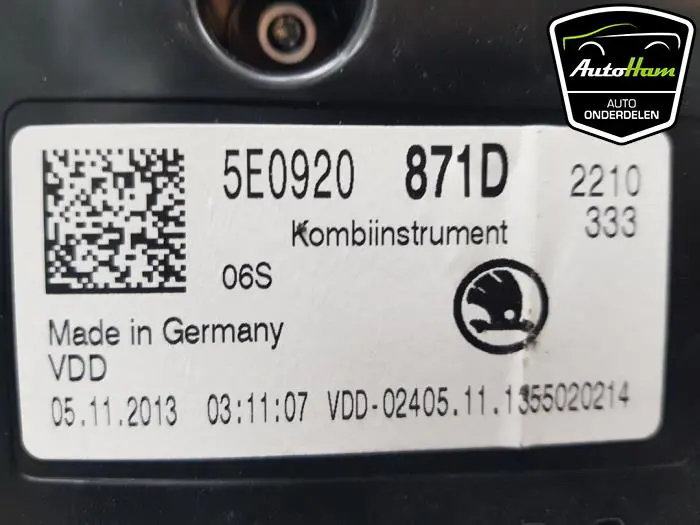 AutoHam
AUTO
ONDERDELEN
5E0920 871D 2210
Kombiinstrument 333
06S
Made in Germany
VDD
05.11.2013 03:11:07 VDD-02405.11.1355020214